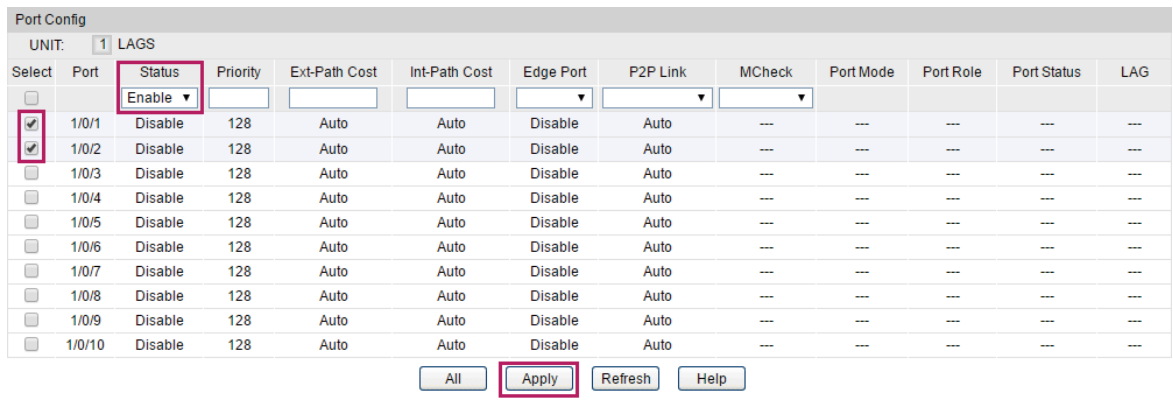 Port Config
UNIT: 1 LAGS
Select Port Status Priority Ext-Path Cost Int-Path Cost Edge Port P2P Link MCheck Port Mode Port Role Port Status LAG
Enable
1/0/1 Disable 128 Auto Auto Disable Auto --- --- --- --- ---
1/0/2 Disable 128 Auto Auto Disable Auto --- --- --- --- ---
1/0/3 Disable 128 Auto Auto Disable Auto --- --- --- --- ---
1/0/4 Disable 128 Auto Auto Disable Auto --- --- --- --- ---
1/0/5 Disable 128 Auto Auto Disable Auto --- --- --- --- ---
1/0/6 Disable 128 Auto Auto Disable Auto --- --- --- --- ---
1/0/7 Disable 128 Auto Auto Disable Auto --- --- --- --- ---
1/0/8 Disable 128 Auto Auto Disable Auto --- --- --- --- ---
1/0/9 Disable 128 Auto Auto Disable Auto --- --- --- --- ---
1/0/10 Disable 128 Auto Auto Disable Auto --- --- --- --- ---
All Apply Refresh Help